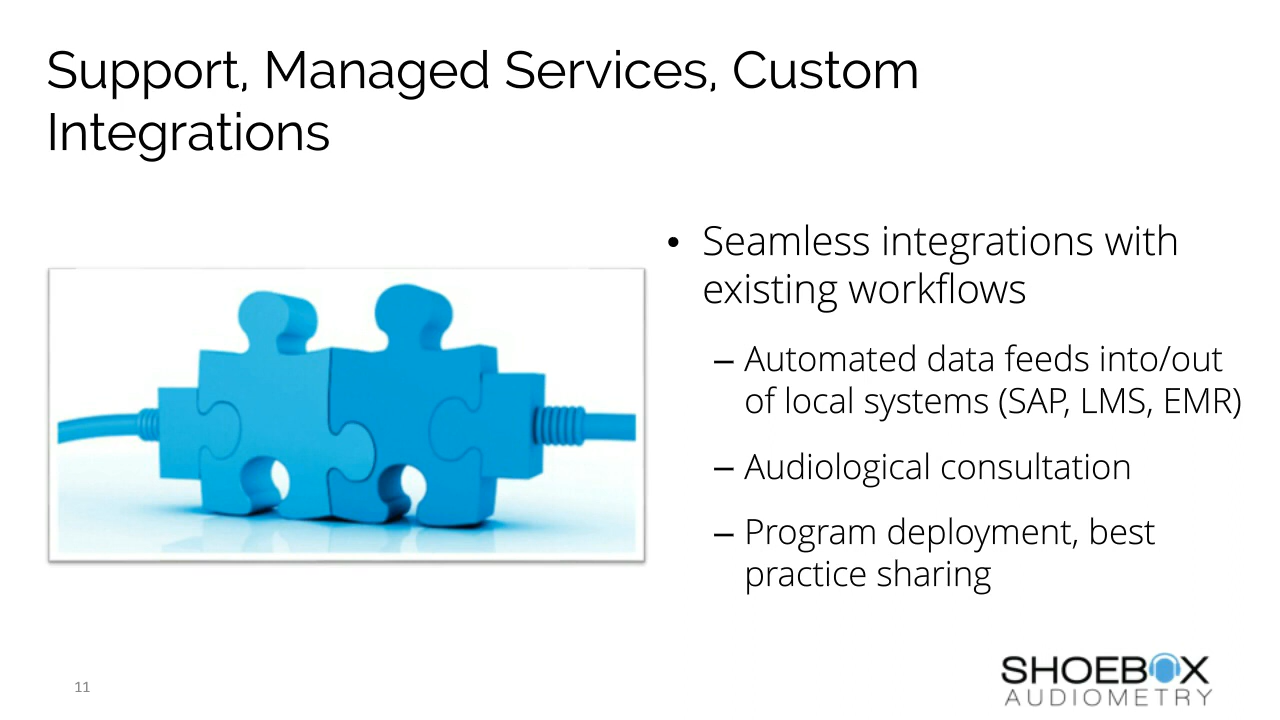 Support, Managed Services, Custom
Integrations
• Seamless integrations with
existing workflows
– Automated data feeds into/out
of local systems (SAP, LMS, EMR)
– Audiological consultation
– Program deployment, best
practice sharing
11
SHOEBOX
AUDIOMETRY